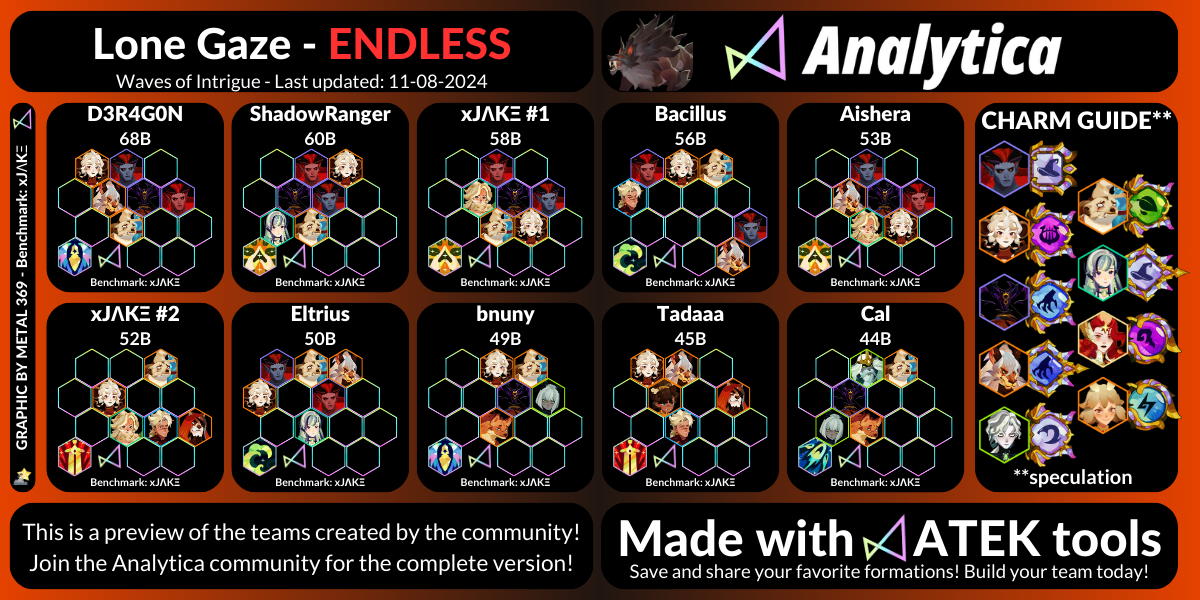 Lone Gaze - ENDLESS
Waves of Intrigue - Last updated: 11-08-2024
Analytica
GRAPHIC BY METAL 369 - Benchmark: xJΛKΞ
D3R4G0N
68B
Benchmark: xJΛKΞ
ShadowRanger
60B
Benchmark: xJΛKΞ
xJΛKΞ #1
58B
Benchmark: xJΛKΞ
Bacillus
56B
Benchmark: xJΛKΞ
Aishera
53B
Benchmark: xJΛKΞ
xJΛKΞ #2
52B
Benchmark: xJΛKΞ
Eltrius
50B
Benchmark: xJΛKΞ
bnuny
49B
Benchmark: xJΛKΞ
Tadaaa
45B
Benchmark: xJΛKΞ
Cal
44B
Benchmark: xJΛKΞ
CHARM GUIDE**
**speculation
This is a preview of the teams created by the community!
Join the Analytica community for the complete version!
Made with ATEK tools
Save and share your favorite formations! Build your team today!